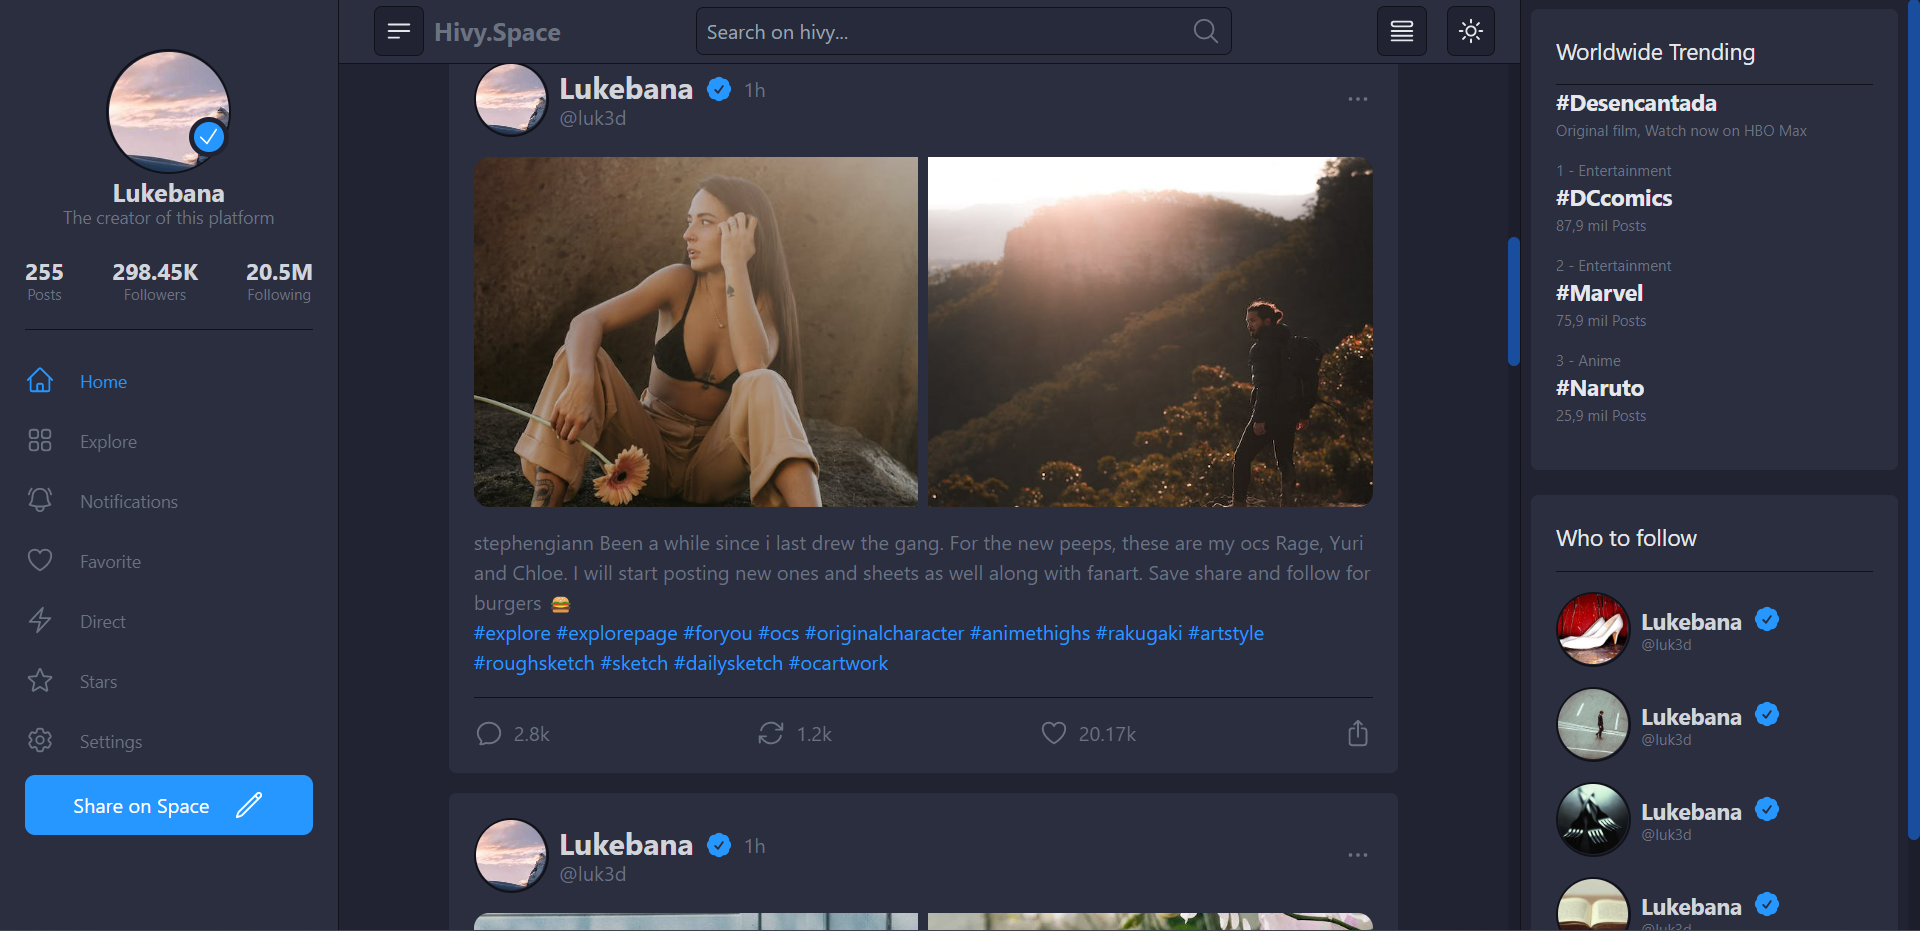 Lukebana
The creator of this platform
255
Posts
298.45K
Followers
20.5M
Following
Home
Explore
Notifications
Favorite
Direct
Stars
Settings
Share on Space
Hivy.Space
Search on hivy...
Lukebana 1h
@luk3d
stephengiann Been a while since i last drew the gang. For the new peeps, these are my ocs Rage, Yuri
and Chloe. I will start posting new ones and sheets as well along with fanart. Save share and follow for
burgers 🍔
#explore #explorepage #foryou #ocs #originalcharacter #animethighs #rakugaki #artstyle
#roughsketch #sketch #dailysketch #ocartwork
2.8k
1.2k
20.17k
Lukebana 1h
@luk3d
Worldwide Trending
#Desencantada
Original film, Watch now on HBO Max
1 - Entertainment
#DCcomics
87,9 mil Posts
2 - Entertainment
#Marvel
75,9 mil Posts
3 - Anime
#Naruto
25,9 mil Posts
Who to follow
Lukebana
@luk3d
Lukebana
@luk3d
Lukebana
@luk3d
Lukebana
@luk3d